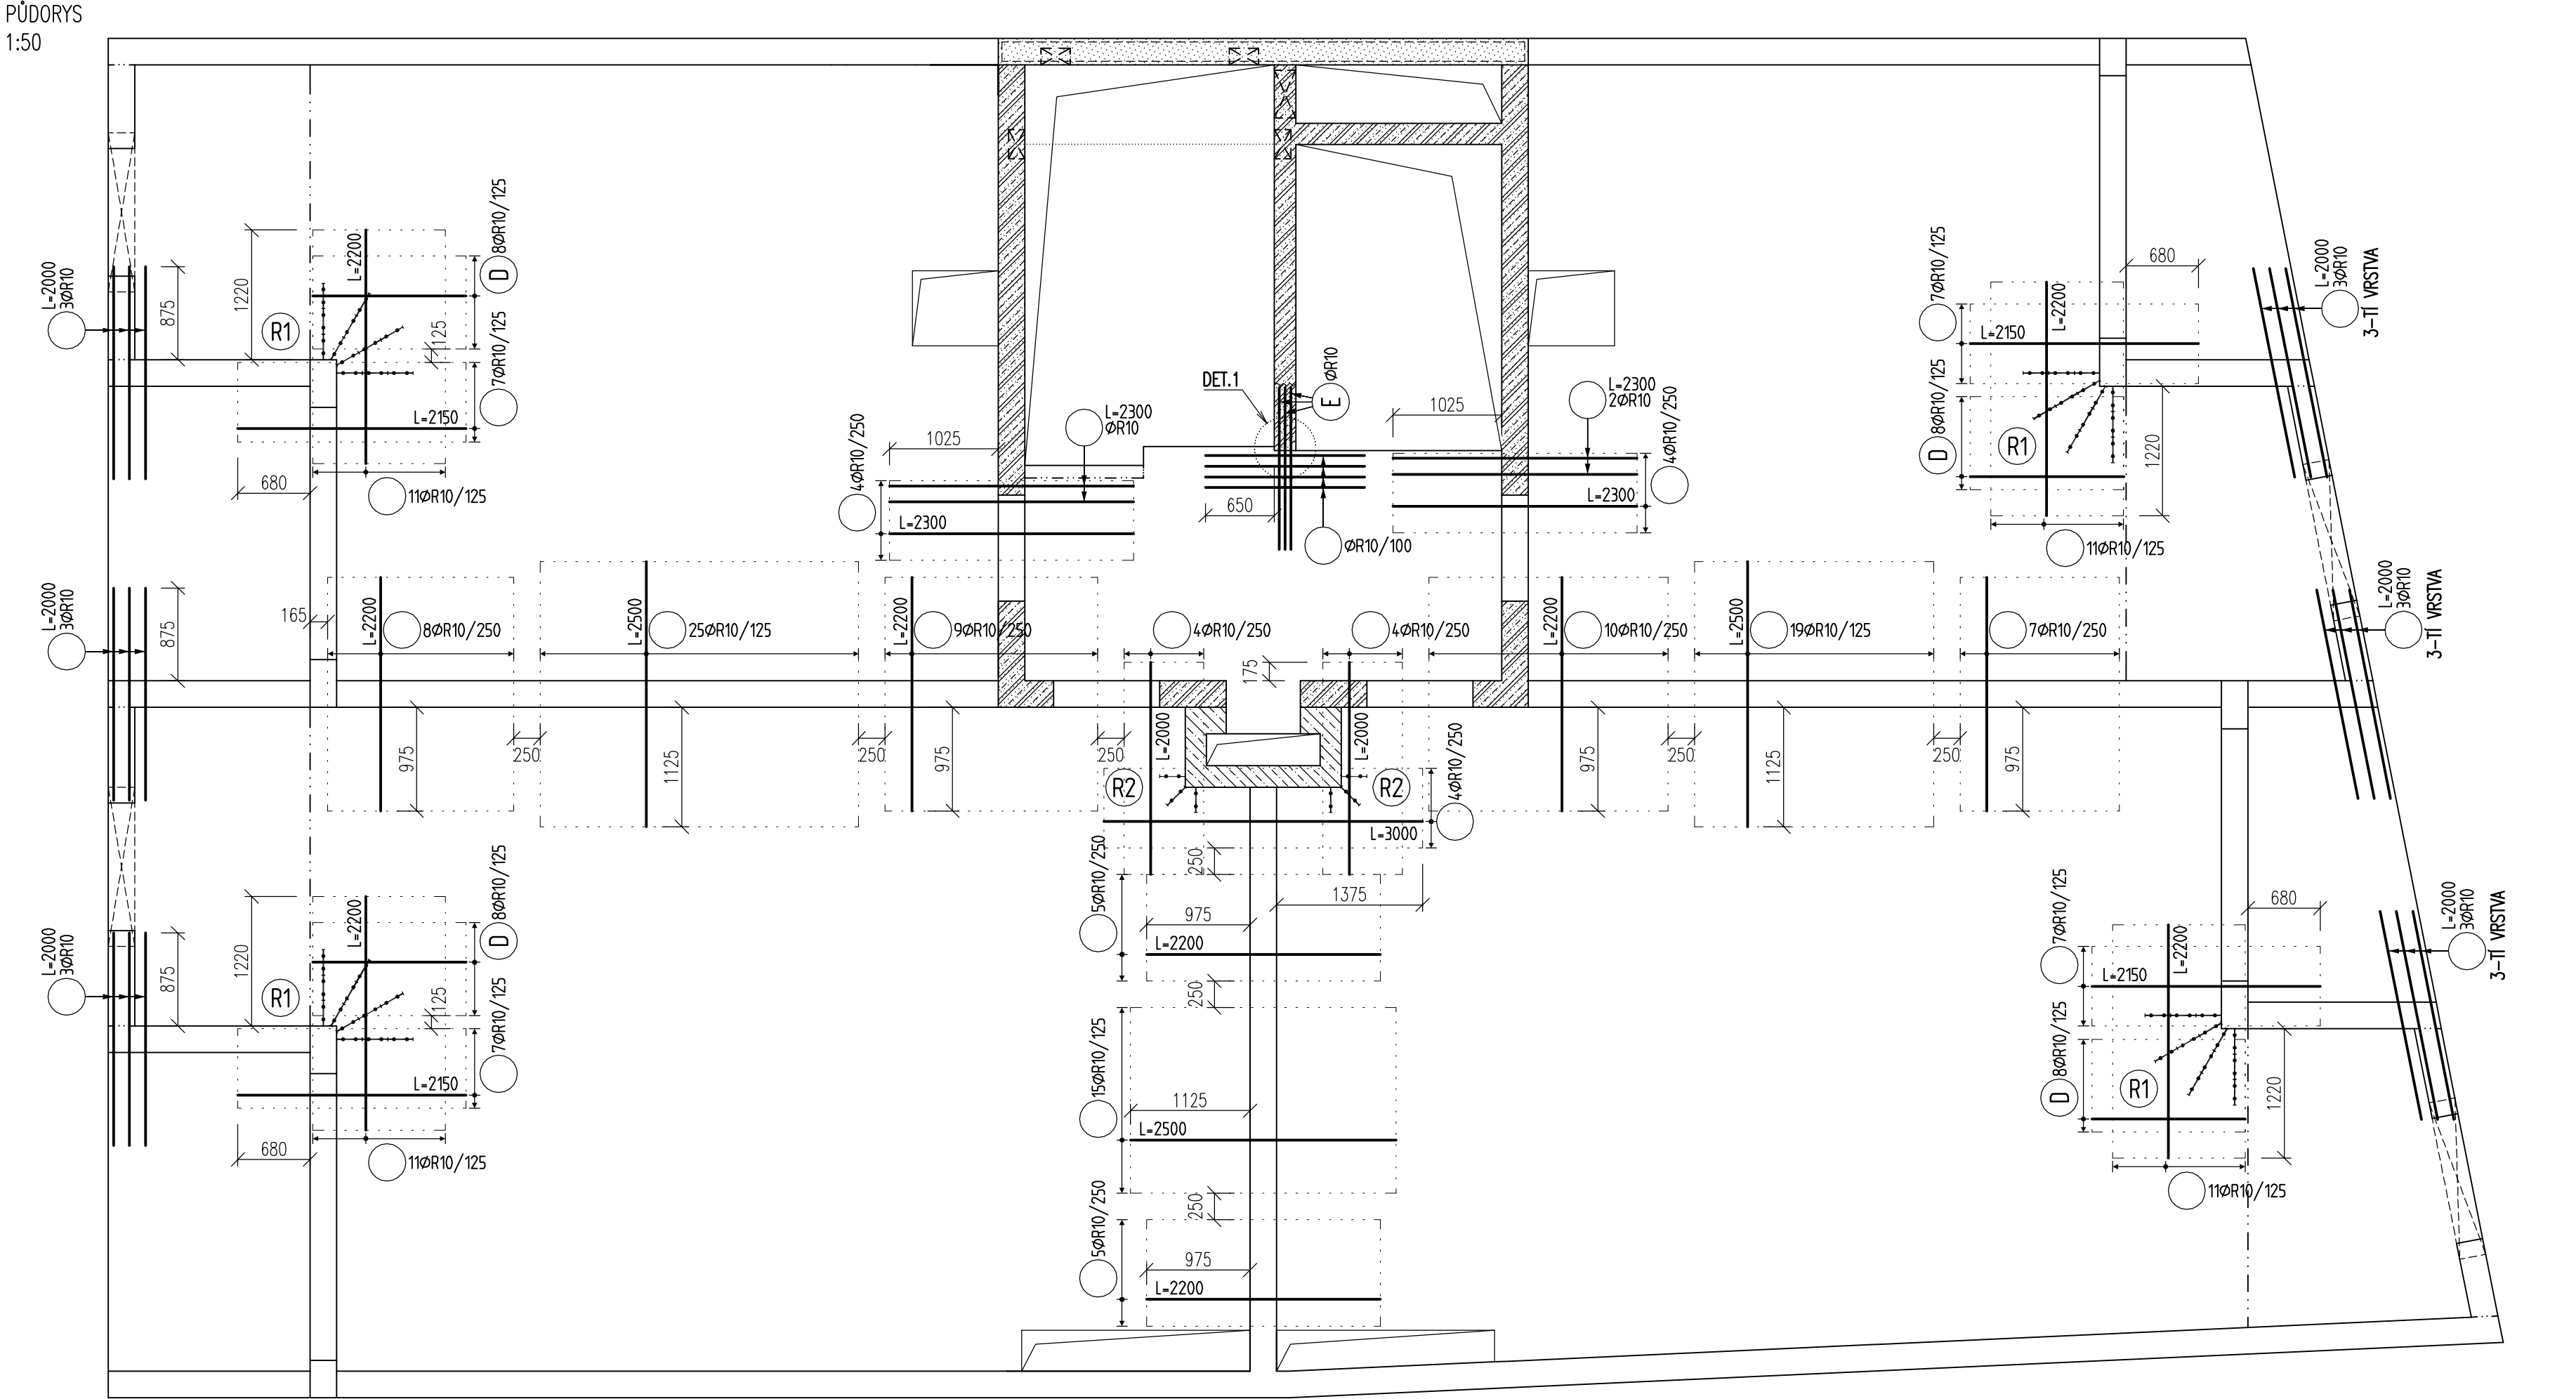 PŮDORYS
1:50
L=2000
3ØR10
875
1220
L=2200
D
8ØR10/125
R1
125
7ØR10/125
L=2150
680
11ØR10/125
L=2000
3ØR10
875
165
L=2200
8ØR10/250
975
250
L=2500
25ØR10/125
1125
250
L=2200
9ØR10/250
975
250
4ØR10/250
1025
L=2300
ØR10
L=2300
DET.1
E
ØR10
650
ØR10/100
1025
L=2300
2ØR10
4ØR10/250
L=2300
4ØR10/250
175
4ØR10/250
L=2000
L=2000
R2
R2
4ØR10/250
L=3000
250
1375
L=2200
10ØR10/250
975
250
L=2500
19ØR10/125
1125
250
7ØR10/250
975
7ØR10/125
680
L=2200
L=2150
D
8ØR10/125
R1
1220
11ØR10/125
L=2000
3ØR10
3-TÍ VRSTVA
L=2000
3ØR10
3-TÍ VRSTVA
L=2000
3ØR10
875
1220
L=2200
D
8ØR10/125
R1
125
7ØR10/125
L=2150
680
11ØR10/125
5ØR10/250
975
L=2200
250
15ØR10/125
1125
L=2500
250
5ØR10/250
975
L=2200
7ØR10/125
680
L=2200
L=2150
D
8ØR10/125
R1
1220
11ØR10/125
L=2000
3ØR10
3-TÍ VRSTVA